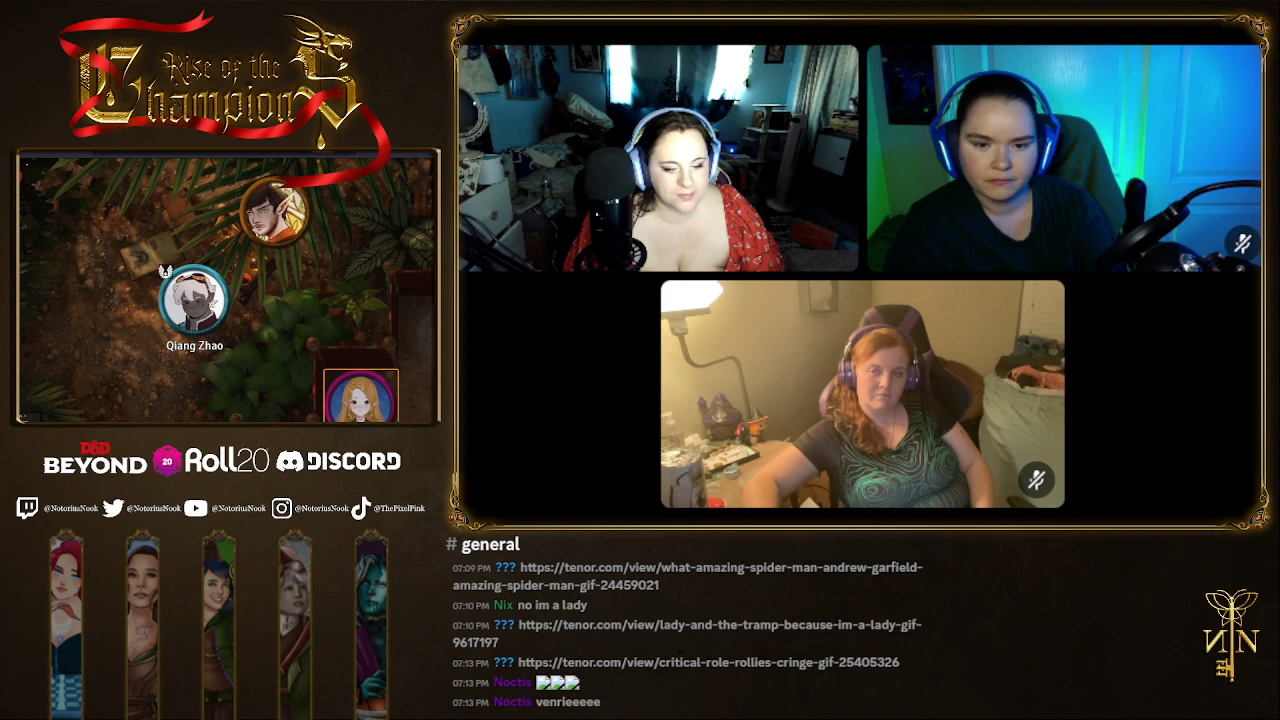 Rise of the
Champions
Qiang Zhao
D&D
BEYOND
20
Roll20
DISCORD
@NotoriusNook
@NotoriusNook
@NotoriusNook
@NotoriusNook
@ThePixelPink
# general
07:09 PM ??? https://tenor.com/view/what-amazing-spider-man-andrew-garfield-
amazing-spider-man-gif-24459021
07:10 PM Nix no im a lady
07:10 PM ??? https://tenor.com/view/lady-and-the-tramp-because-im-a-lady-gif-
9617197
07:13 PM ??? https://tenor.com/view/critical-role-rollies-cringe-gif-25405326
07:13 PM Noctis
07:13 PM Noctis venrieeeee
N N